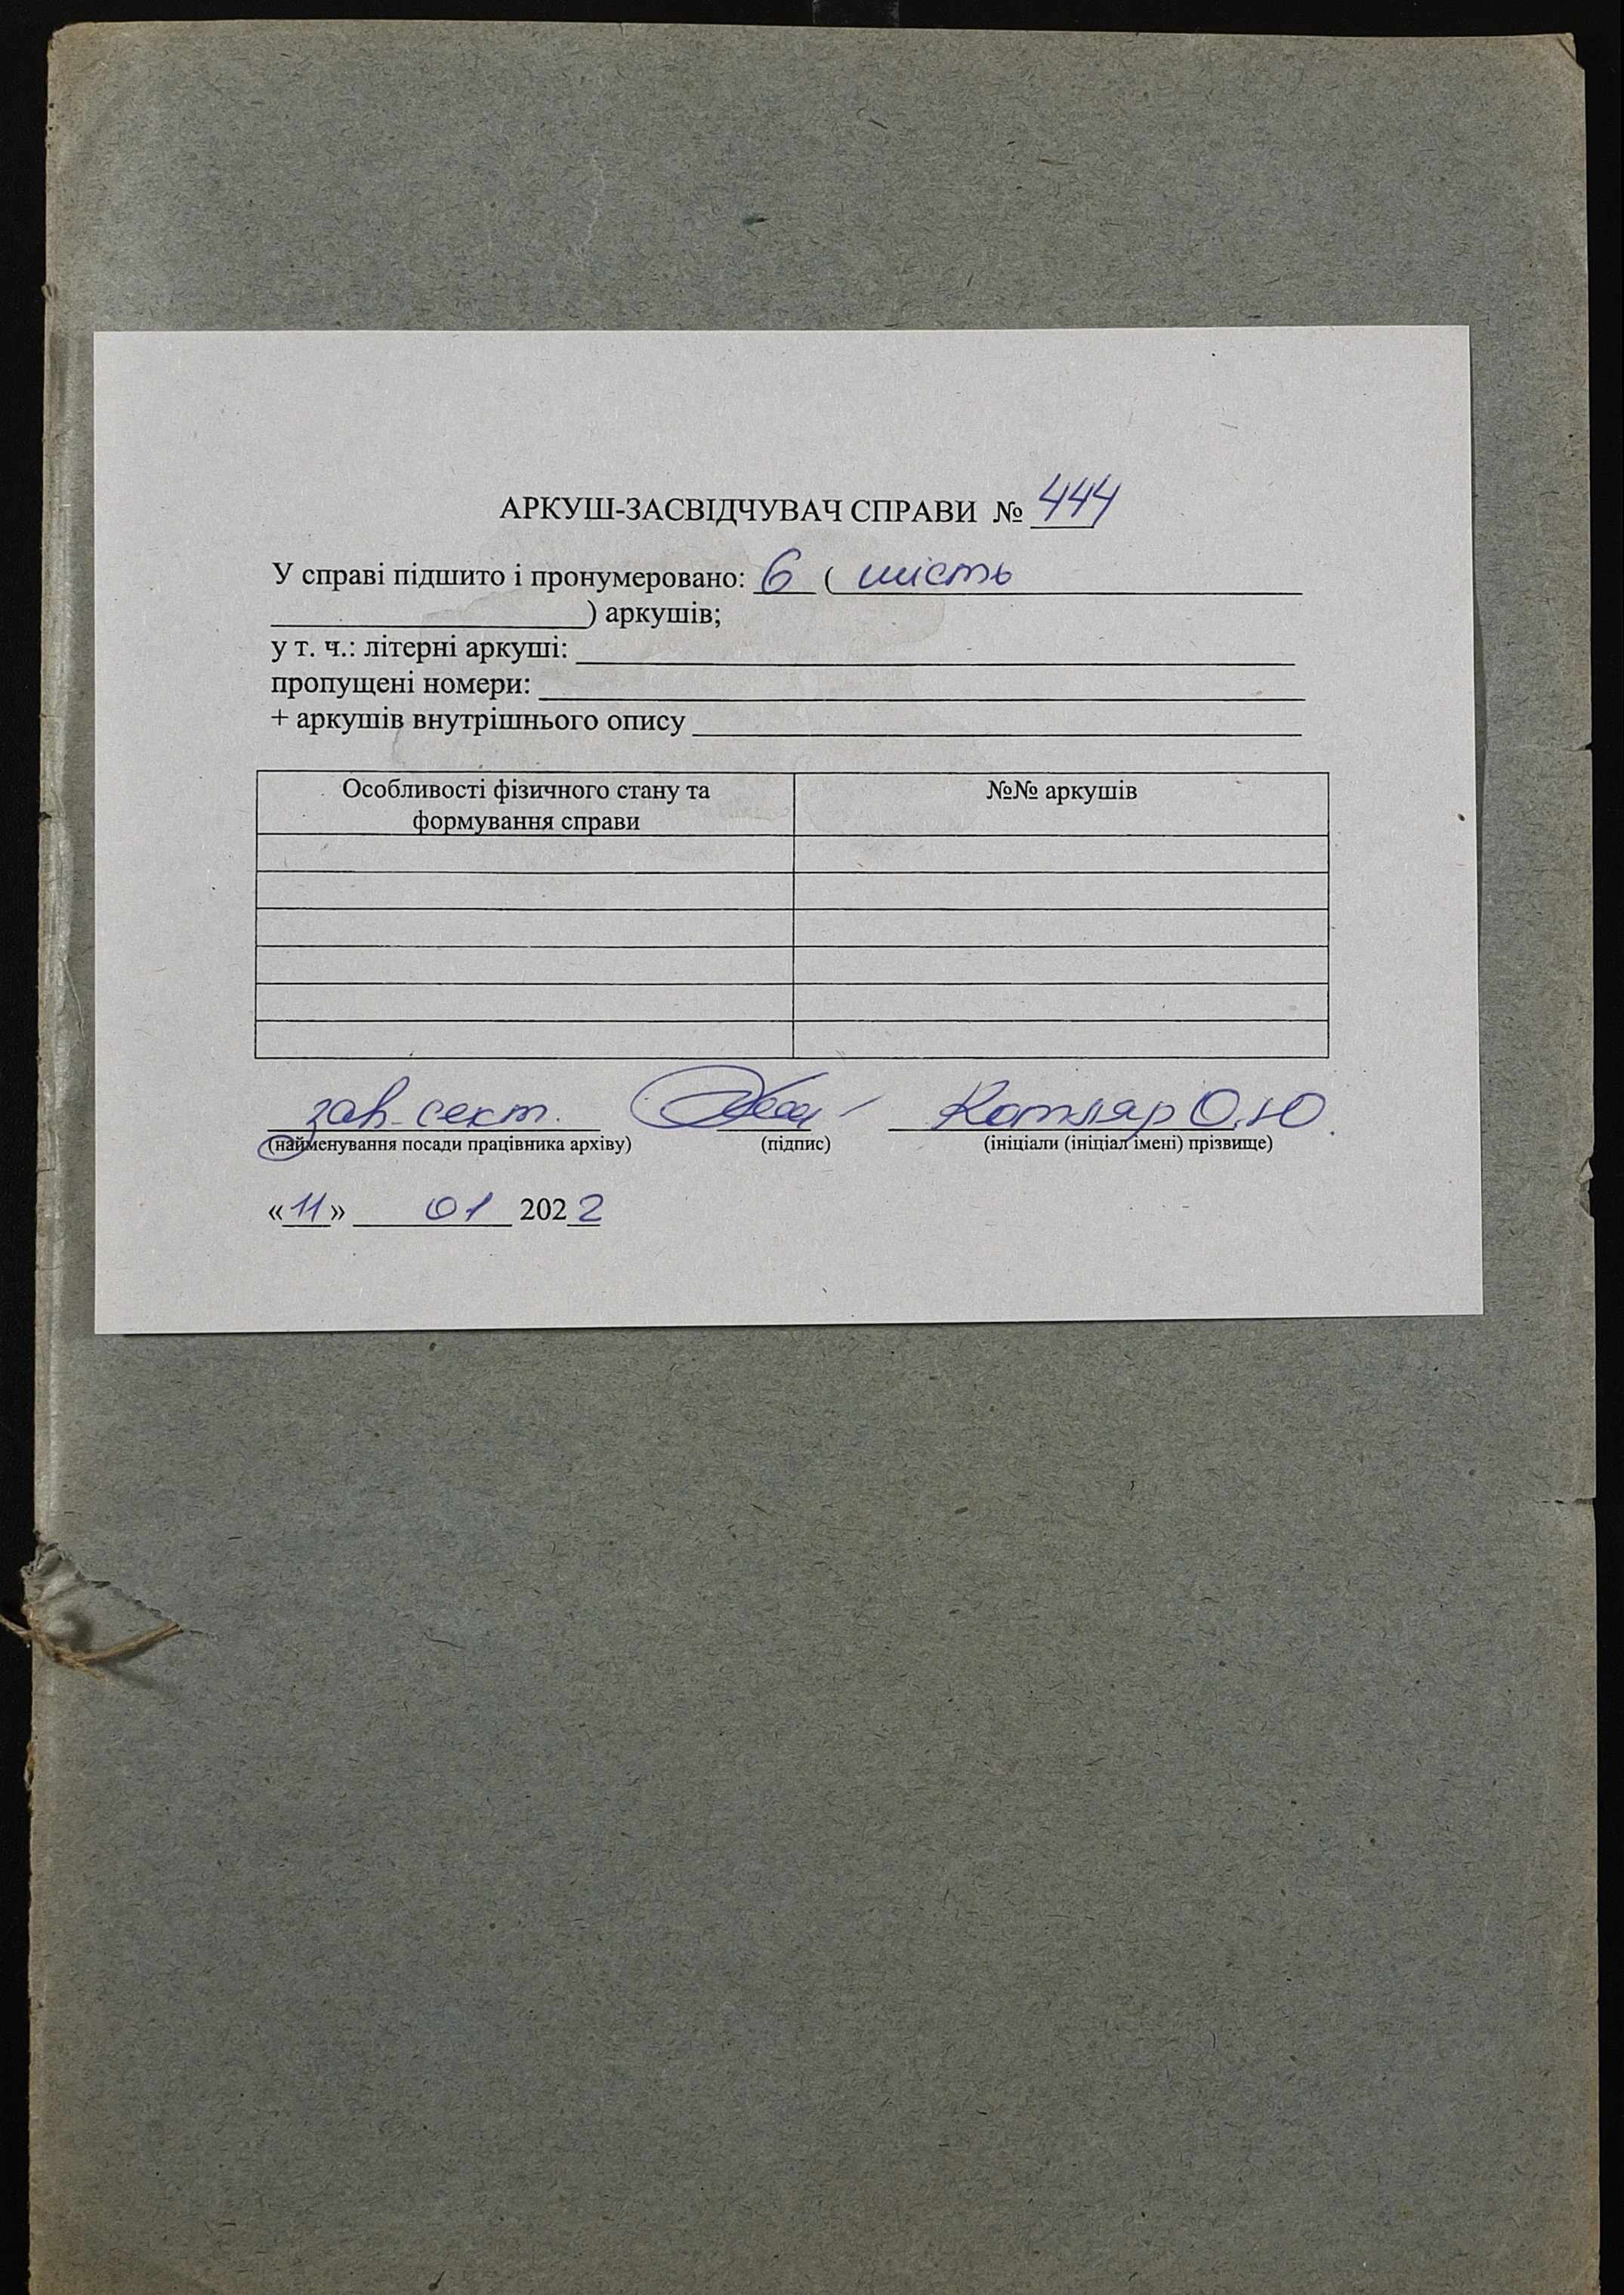 АРКУШ-ЗАСВІДЧУВАЧ СПРАВИ № 444
У справі підшито і пронумеровано: 6 ( шість
) аркушів;
у т. ч.: літерні аркуші:
пропущені номери:
+ аркушів внутрішнього опису
Особливості фізичного стану та формування справи	№№ аркушів
зав. сект. Котляр О.Ю.
(найменування посади працівника архіву) (підпис) (ініціали (ініціал імені) прізвище)
«11» 01 2022